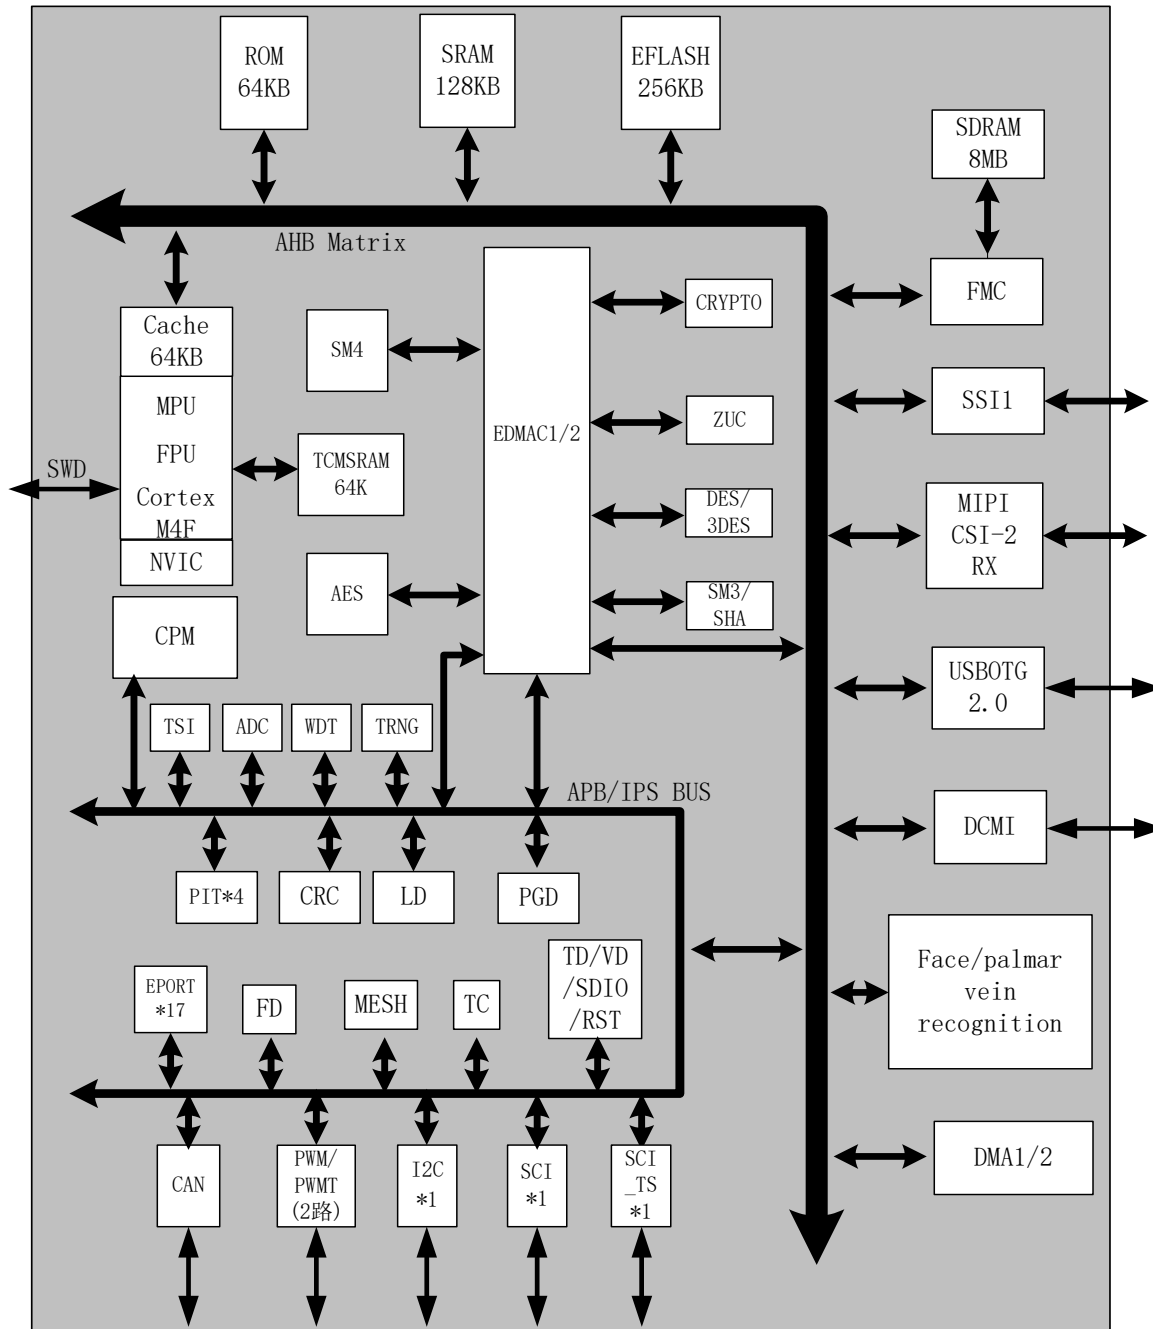 ROM
64KB
SRAM
128KB
EFLASH
256KB
SDRAM
8MB
AHB Matrix
FMC
Cache
64KB
MPU
FPU
Cortex
M4F
NVIC
SWD
SM4
TCMSRAM
64K
AES
EDMAC1/2
CRYPTO
ZUC
DES/
3DES
SM3/
SHA
SSI1
MIPI
CSI-2
RX
USBOTG
2.0
DCMI
Face/palmar
vein
recognition
DMA1/2
CPM
TSI
ADC
WDT
TRNG
APB/IPS BUS
PIT*4
CRC
LD
PGD
EPORT
*17
FD
MESH
TC
TD/VD
/SDIO
/RST
CAN
PWM/
PWMT
(2路)
I2C
*1
SCI
*1
SCI
_TS
*1